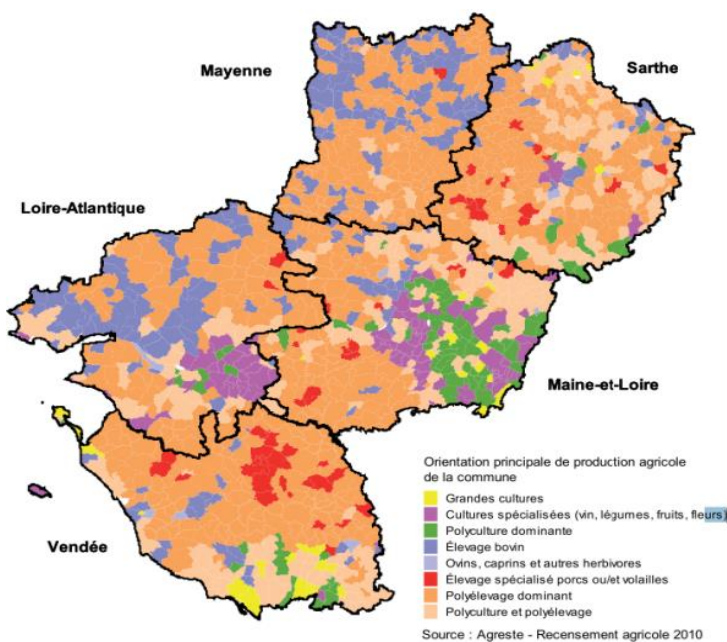 Mayenne
Sarthe
Loire-Atlantique
Maine-et-Loire
Vendée
Orientation principale de production agricole
de la commune
Grandes cultures
Cultures spécialisées (vin, légumes, fruits, fleurs)
Polyculture dominante
Élevage bovin
Ovins, caprins et autres herbivores
Élevage spécialisé porcs ou/et volailles
Polyélevage dominant
Polyculture et polyélevage
Source : Agreste - Recensement agricole 2010